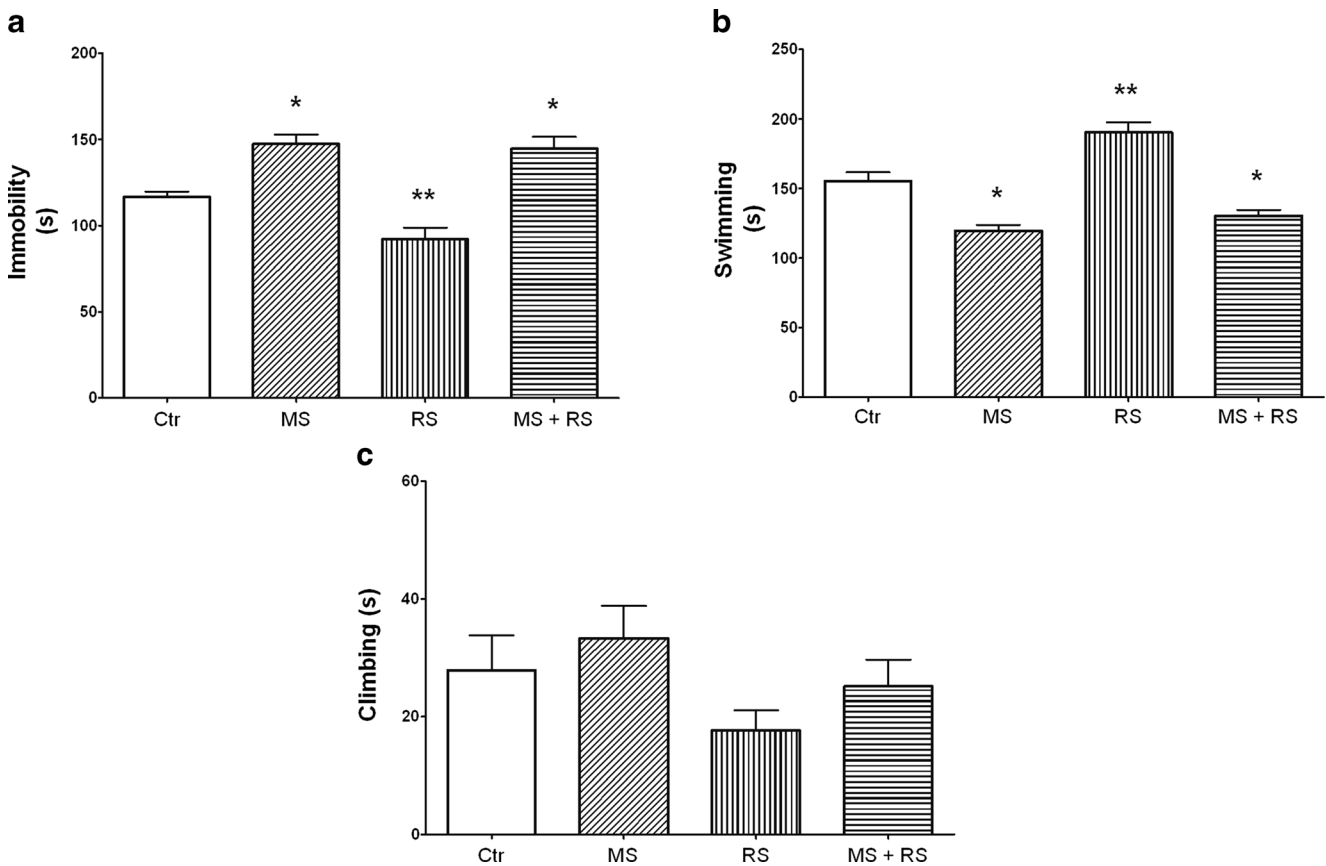 a
200
150
100
50
0
Immobility
(s)
*
**
*
Ctr
MS
RS
MS + RS
b
250
200
150
100
50
0
Swimming
(s)
*
**
*
Ctr
MS
RS
MS + RS
c
60
40
20
0
Climbing (s)
Ctr
MS
RS
MS + RS